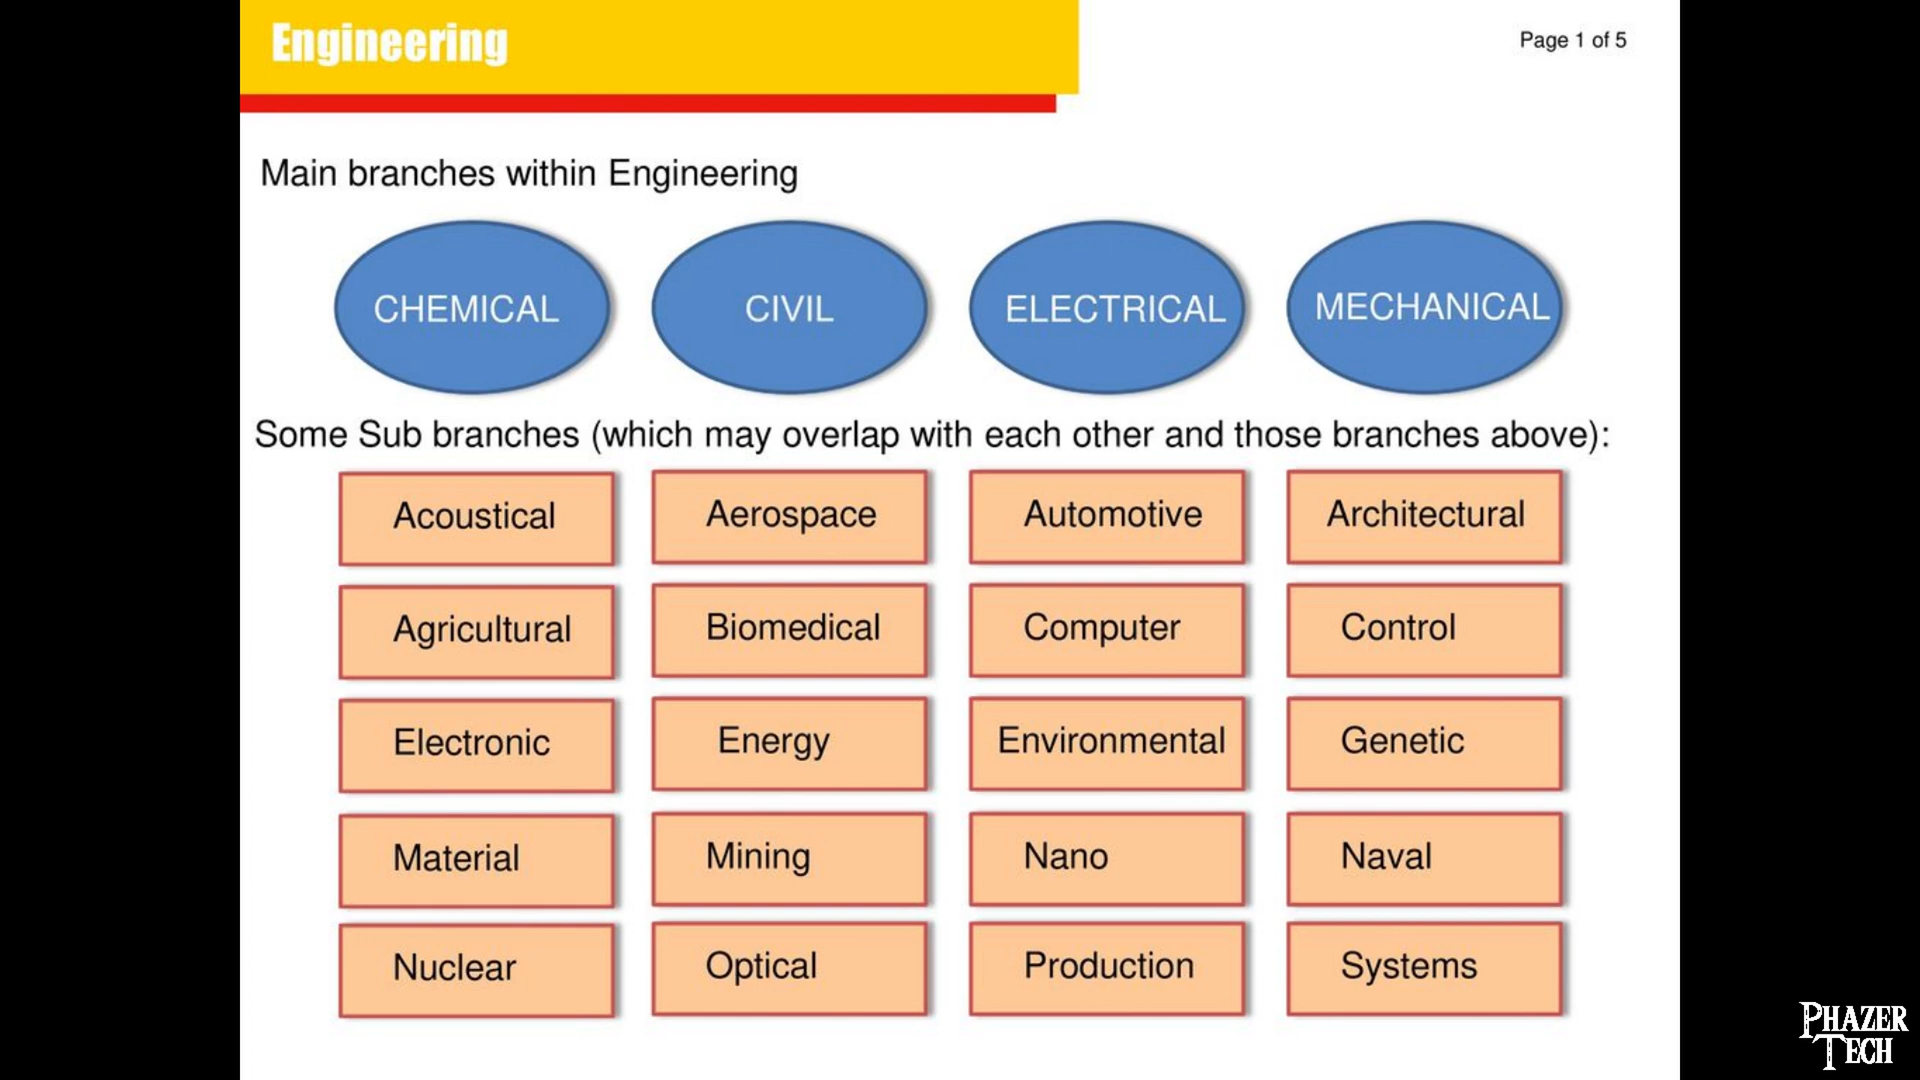 Engineering
Page 1 of 5
Main branches within Engineering
CHEMICAL CIVIL ELECTRICAL MECHANICAL
Some Sub branches (which may overlap with each other and those branches above):
Acoustical Aerospace Automotive Architectural
Agricultural Biomedical Computer Control
Electronic Energy Environmental Genetic
Material Mining Nano Naval
Nuclear Optical Production Systems
PHAZER
TECH